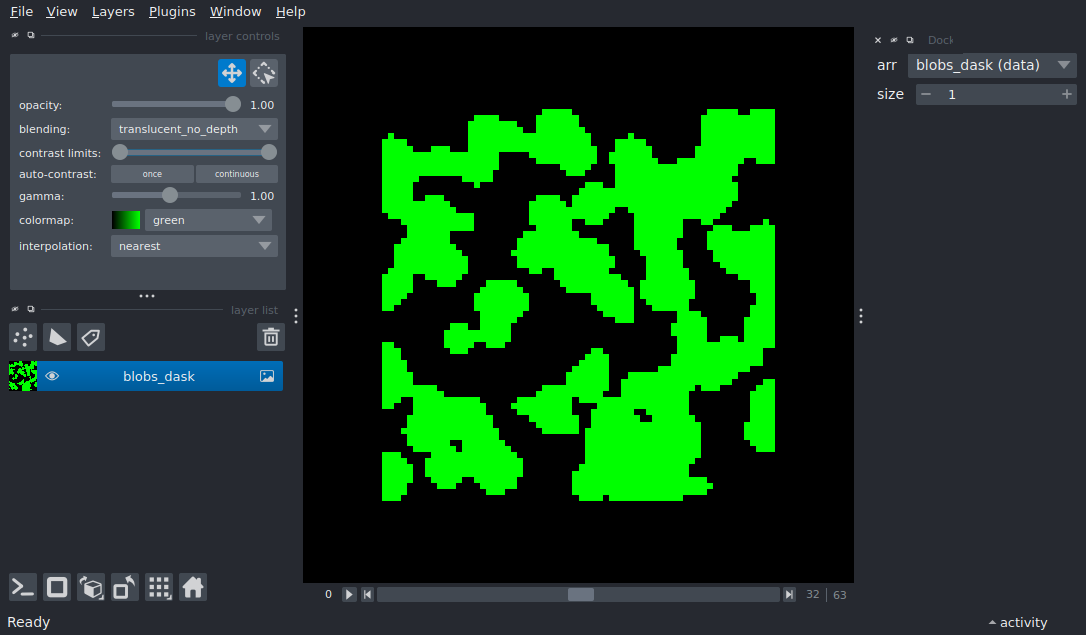 File View Layers Plugins Window Help
layer controls
opacity: 1.00
blending: translucent_no_depth
contrast limits:
auto-contrast: once continuous
gamma: 1.00
colormap: green
interpolation: nearest
layer list
blobs_dask
0 32 63
Dock
arr blobs_dask (data)
size 1
Ready
activity